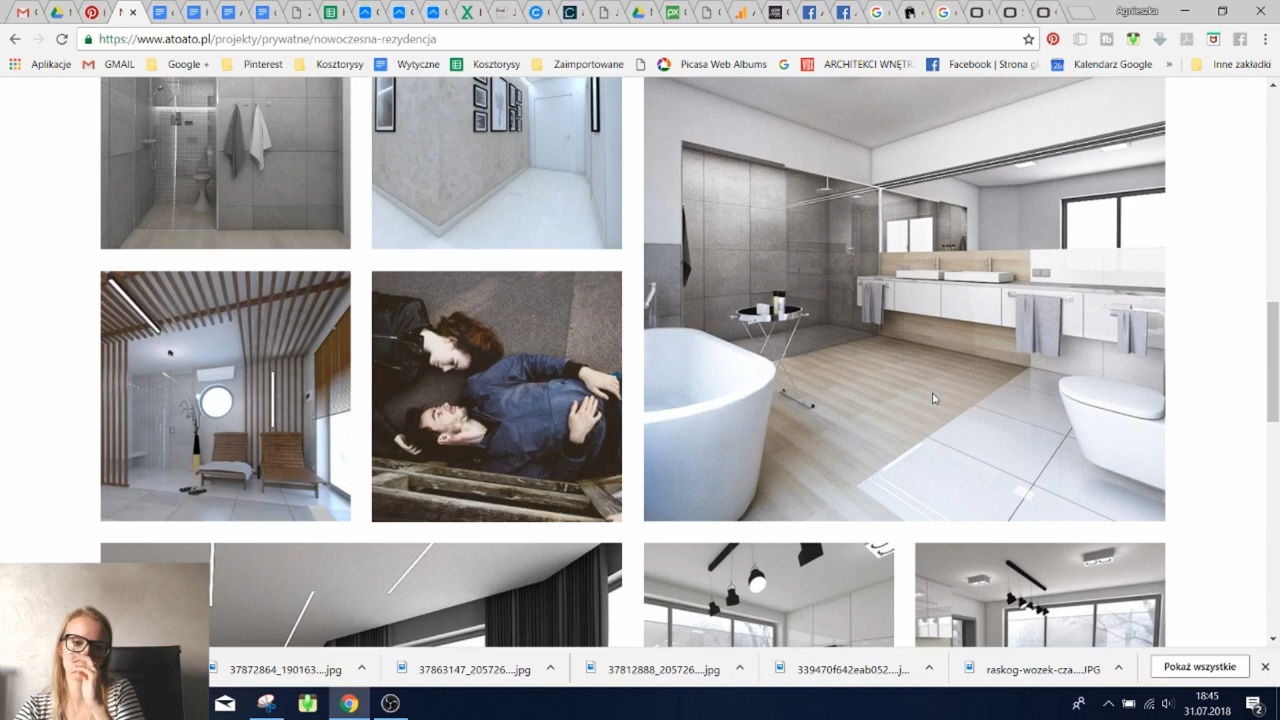 Agnieszka
https://www.atoato.pl/projekty/prywatne/nowoczesna-rezydencja
Aplikacje GMAIL Google + Pinterest Kosztorysy Wytyczne Kosztorysy Zaimportowane Picasa Web Albums ARCHITEKCI WNĘTR Facebook | Strona gł Kalendarz Google » Inne zakładki
37872864_190163....jpg 37863147_205726....jpg 37812888_205726....jpg 339470f642eab052....j... raskog-wozek-cza....JPG Pokaż wszystkie
18:45
31.07.2018
2